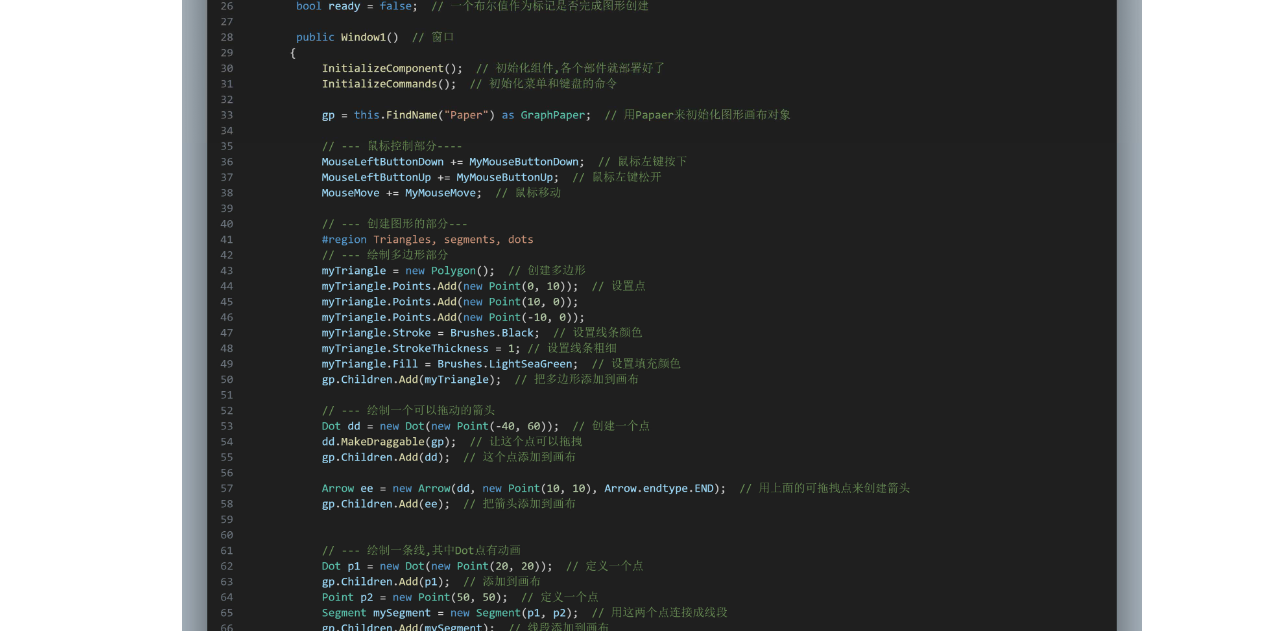 26 bool ready = false;  // 一个布尔值作为标记是否完成图形创建
27
28 public Window1()  // 窗口
29 {
30 InitializeComponent();  // 初始化组件,各个部件就部署好了
31 InitializeCommands();  // 初始化菜单和键盘的命令
32
33 gp = this.FindName("Paper") as GraphPaper;  // 用Papaer来初始化图形画布对象
34
35 // --- 鼠标控制部分----
36 MouseLeftButtonDown += MyMouseButtonDown;  // 鼠标左键按下
37 MouseLeftButtonUp += MyMouseButtonUp;  // 鼠标左键松开
38 MouseMove += MyMouseMove;  // 鼠标移动
39
40 // --- 创建图形的部分---
41 #region Triangles, segments, dots
42 // --- 绘制多边形部分
43 myTriangle = new Polygon();  // 创建多边形
44 myTriangle.Points.Add(new Point(0, 10));  // 设置点
45 myTriangle.Points.Add(new Point(10, 0));
46 myTriangle.Points.Add(new Point(-10, 0));
47 myTriangle.Stroke = Brushes.Black;  // 设置线条颜色
48 myTriangle.StrokeThickness = 1; // 设置线条粗细
49 myTriangle.Fill = Brushes.LightSeaGreen;  // 设置填充颜色
50 gp.Children.Add(myTriangle);  // 把多边形添加到画布
51
52 // --- 绘制一个可以拖动的箭头
53 Dot dd = new Dot(new Point(-40, 60));  // 创建一个点
54 dd.MakeDraggable(gp);  // 让这个点可以拖拽
55 gp.Children.Add(dd);  // 这个点添加到画布
56
57 Arrow ee = new Arrow(dd, new Point(10, 10), Arrow.endtype.END);  // 用上面的可拖拽点来创建箭头
58 gp.Children.Add(ee);  // 把箭头添加到画布
59
60
61 // --- 绘制一条线,其中Dot点有动画
62 Dot p1 = new Dot(new Point(20, 20));  // 定义一个点
63 gp.Children.Add(p1);  // 添加到画布
64 Point p2 = new Point(50, 50);  // 定义一个点
65 Segment mySegment = new Segment(p1, p2);  // 用这两个点连接成线段
66 gp.Children.Add(mySegment);  // 线段添加到画布